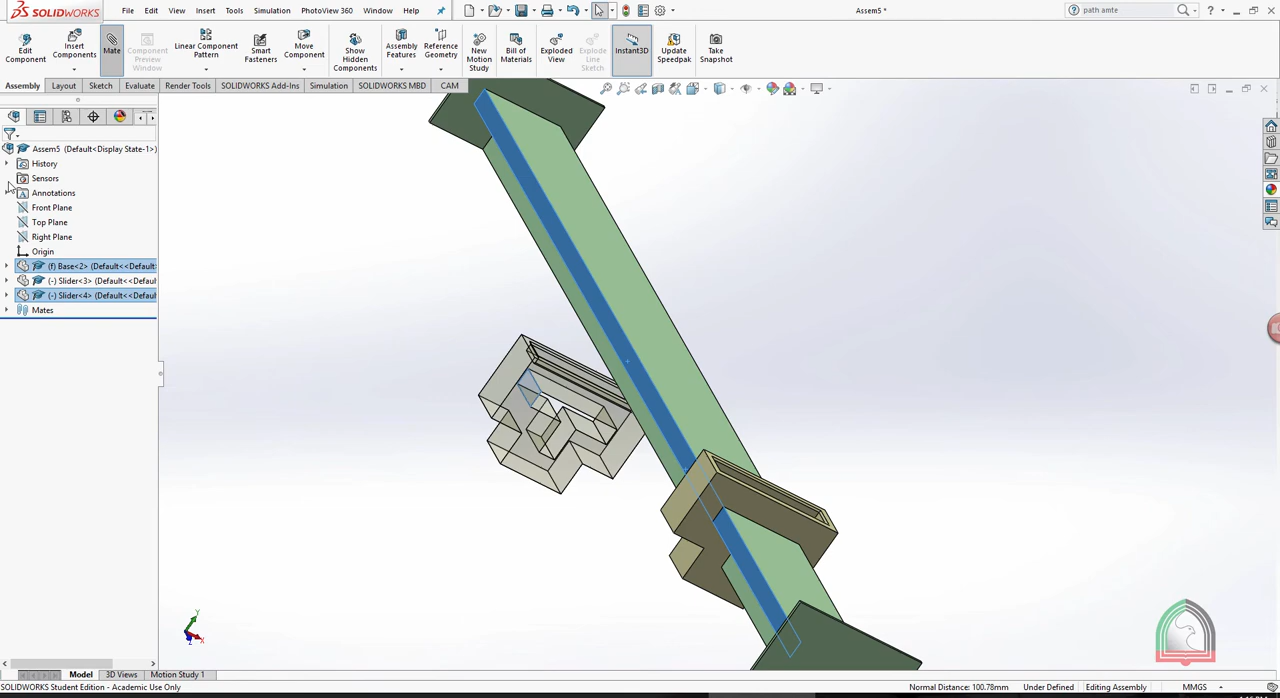 SOLIDWORKS
File Edit View Insert Tools Simulation PhotoView 360 Window Help
Assem5 *
path amte
Edit Component
Insert Components
Mate
Component Preview Window
Linear Component Pattern
Smart Fasteners
Move Component
Show Hidden Components
Assembly Features
Reference Geometry
New Motion Study
Bill of Materials
Exploded View
Explode Line Sketch
Instant3D
Update Speedpak
Take Snapshot
Assembly Layout Sketch Evaluate Render Tools SOLIDWORKS Add-Ins Simulation SOLIDWORKS MBD CAM
Assem5 (Default<Display State-1>)
History
Sensors
Annotations
Front Plane
Top Plane
Right Plane
Origin
(f) Base<2> (Default<<Default
(-) Slider<3> (Default<<Defau
(-) Slider<4> (Default<<Defaul
Mates
Y
X
Z
Model 3D Views Motion Study 1
SOLIDWORKS Student Edition - Academic Use Only
Normal Distance: 100.78mm Under Defined Editing Assembly MMGS